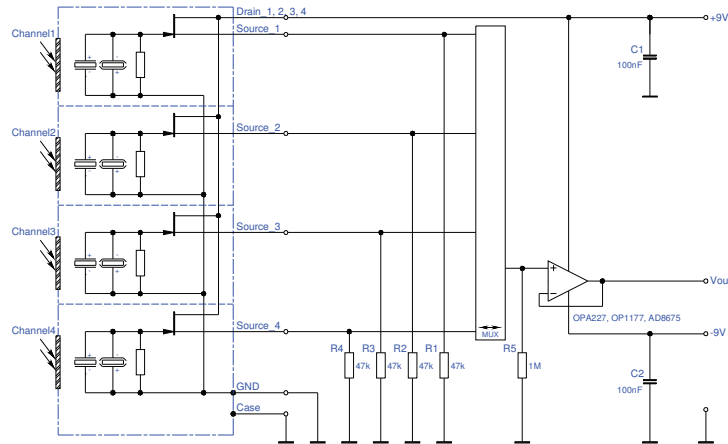 Drain_1, 2, 3, 4
+9V
Channel1
Source_1
C1
100nF
Channel2
Source_2
Channel3
Source_3
Vou
OPA227, OP1177, AD8675
Channel4
Source_4
MUX
-9V
R4
R3
R2
R1
R5
47k
47k
47k
47k
1M
C2
100nF
GND
Case